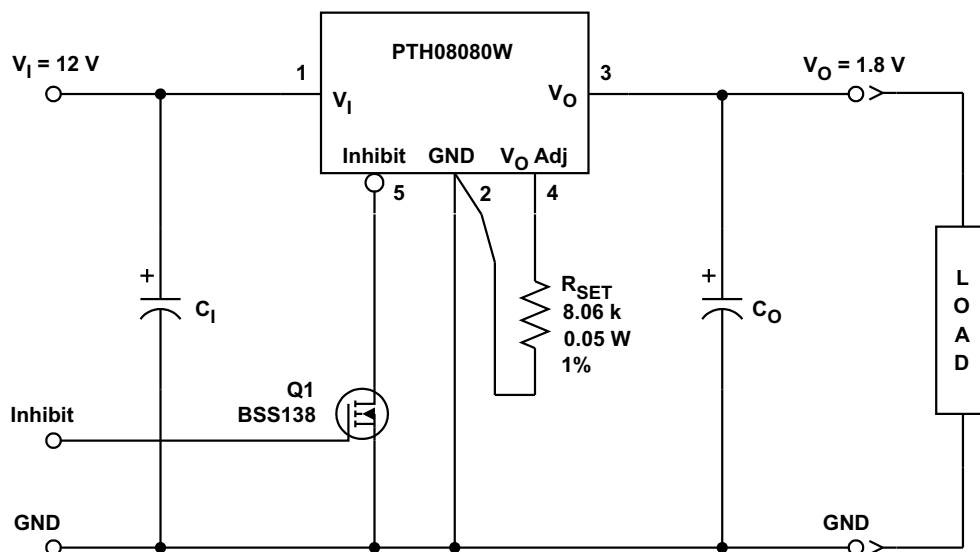 PTH08080W
V_I = 12 V
1
3
V_O = 1.8 V
V_I
V_O
Inhibit
GND
V_O Adj
5
2
4
+
C_I
R_SET
8.06 k
0.05 W
1%
+
C_O
L
O
A
D
Q1
BSS138
Inhibit
GND
GND